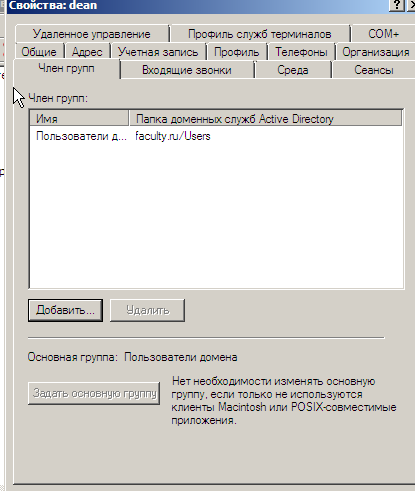 Свойства: dean
Удаленное управление Профиль служб терминалов COM+
Общие Адрес Учетная запись Профиль Телефоны Организация
Член групп Входящие звонки Среда Сеансы
Член групп:
Имя Папка доменных служб Active Directory
Пользователи д... faculty.ru/Users
Добавить... Удалить
Основная группа: Пользователи домена
Задать основную группу
Нет необходимости изменять основную
группу, если только не используются
клиенты Macintosh или POSIX-совместимые
приложения.